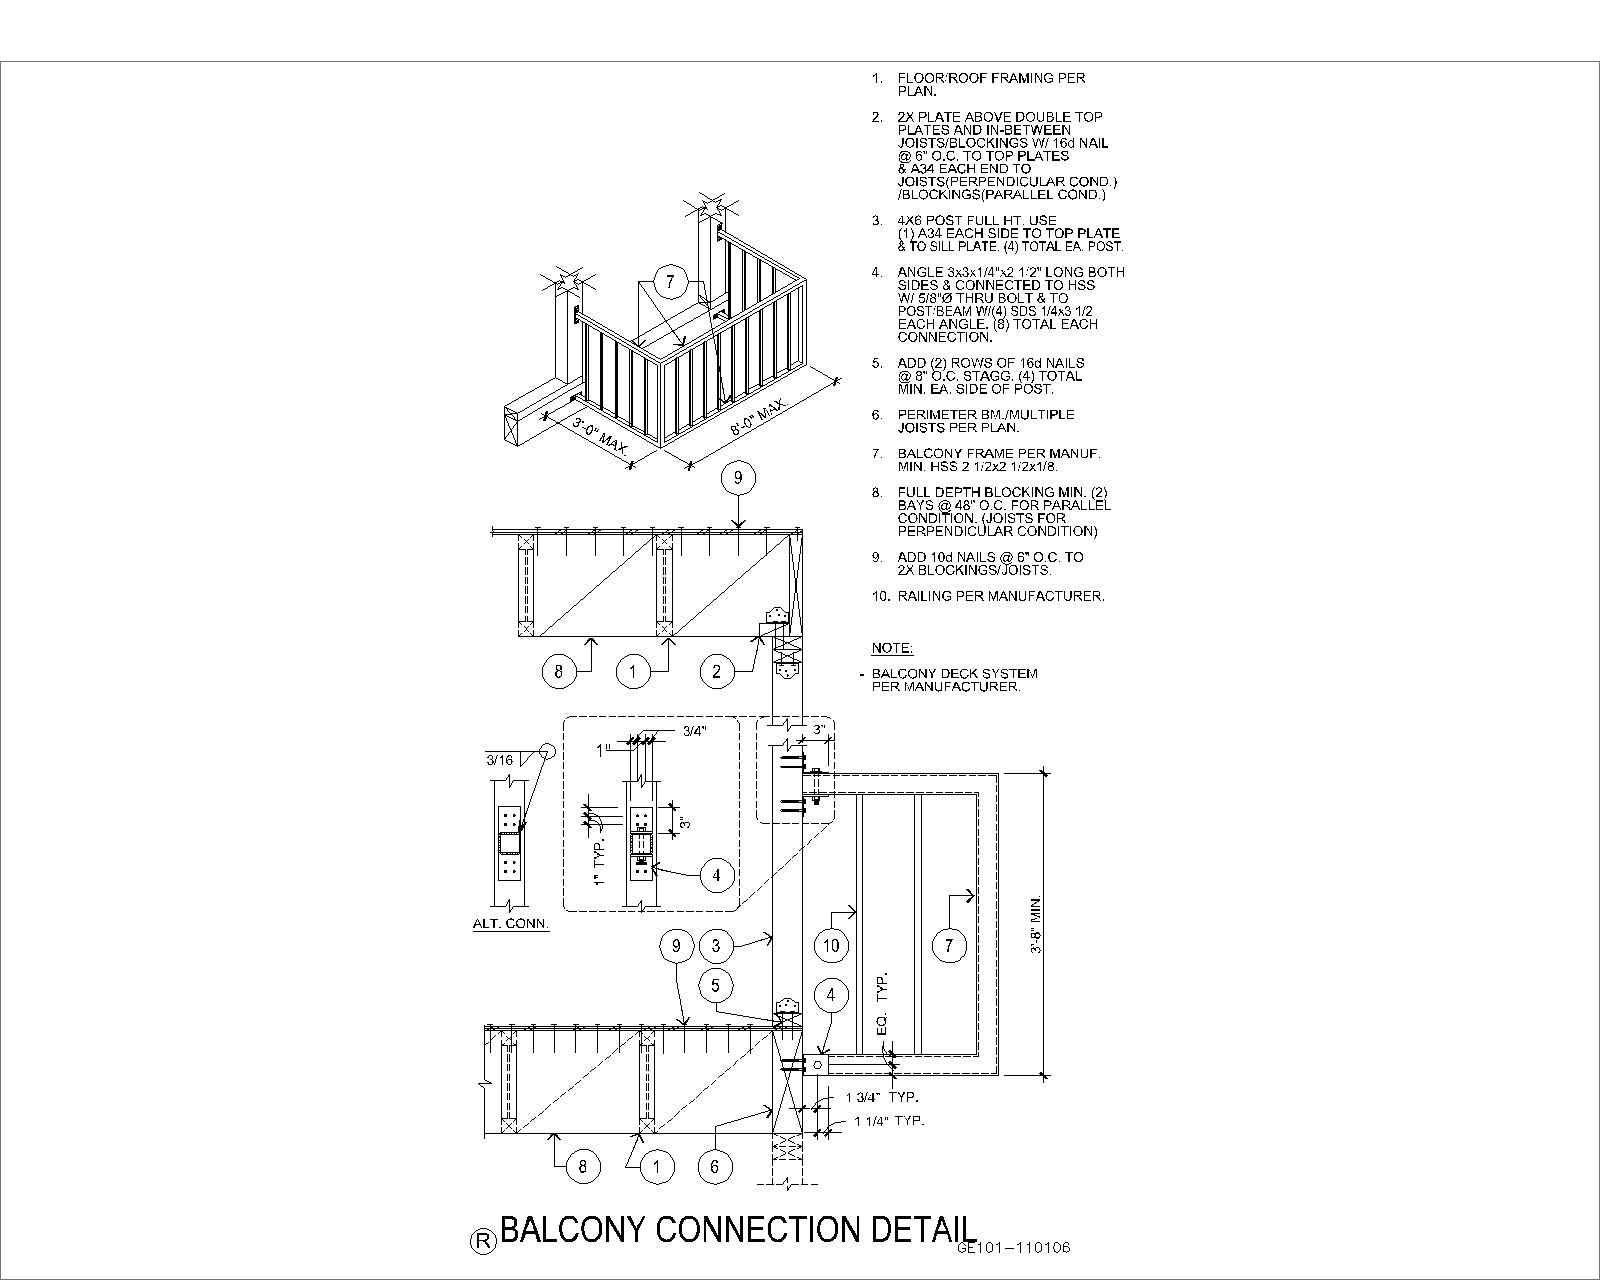 1. FLOOR/ROOF FRAMING PER
PLAN.
2. 2X PLATE ABOVE DOUBLE TOP
PLATES AND IN-BETWEEN
JOISTS/BLOCKINGS W/ 16d NAIL
@ 6" O.C. TO TOP PLATES
& A34 EACH END TO
JOISTS(PERPENDICULAR COND.)
/BLOCKINGS(PARALLEL COND.)
3. 4X6 POST FULL HT. USE
(1) A34 EACH SIDE TO TOP PLATE
& TO SILL PLATE. (4) TOTAL EA. POST.
4. ANGLE 3x3x1/4"x2 1/2" LONG BOTH
SIDES & CONNECTED TO HSS
W/ 5/8"Ø THRU BOLT & TO
POST/BEAM W/(4) SDS 1/4x3 1/2
EACH ANGLE. (8) TOTAL EACH
CONNECTION.
5. ADD (2) ROWS OF 16d NAILS
@ 8" O.C. STAGG. (4) TOTAL
MIN. EA. SIDE OF POST.
6. PERIMETER BM./MULTIPLE
JOISTS PER PLAN.
7. BALCONY FRAME PER MANUF.
MIN. HSS 2 1/2x2 1/2x1/8.
8. FULL DEPTH BLOCKING MIN. (2)
BAYS @ 48" O.C. FOR PARALLEL
CONDITION. (JOISTS FOR
PERPENDICULAR CONDITION)
9. ADD 10d NAILS @ 6" O.C. TO
2X BLOCKINGS/JOISTS.
10. RAILING PER MANUFACTURER.
NOTE:
- BALCONY DECK SYSTEM
PER MANUFACTURER.
7
3'-0" MAX.
8'-0" MAX.
9
8
1
2
3/4"
1"
3"
3/16
1" TYP.
3"
4
ALT. CONN.
9
3
5
10
7
4
EQ. TYP.
3'-8" MIN.
1 3/4" TYP.
1 1/4" TYP.
8
1
6
® BALCONY CONNECTION DETAIL
GE101-110106